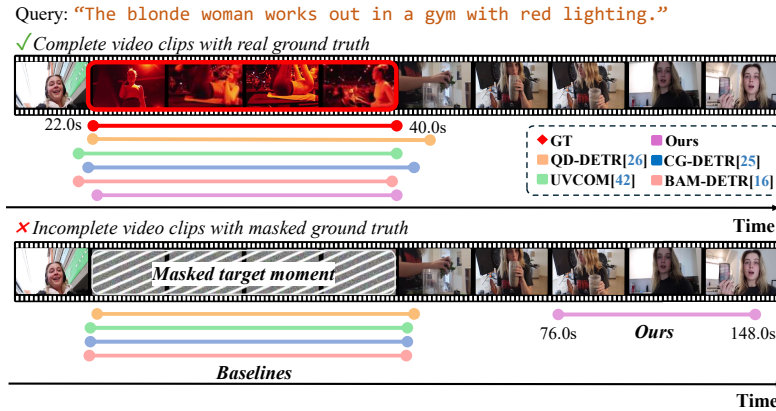 Query: “The blonde woman works out in a gym with red lighting.”
✓Complete video clips with real ground truth
22.0s
40.0s
GT
Ours
QD-DETR[26]
CG-DETR[25]
UVCOM[42]
BAM-DETR[16]
Time
×Incomplete video clips with masked ground truth
Masked target moment
76.0s
Ours
148.0s
Baselines
Time